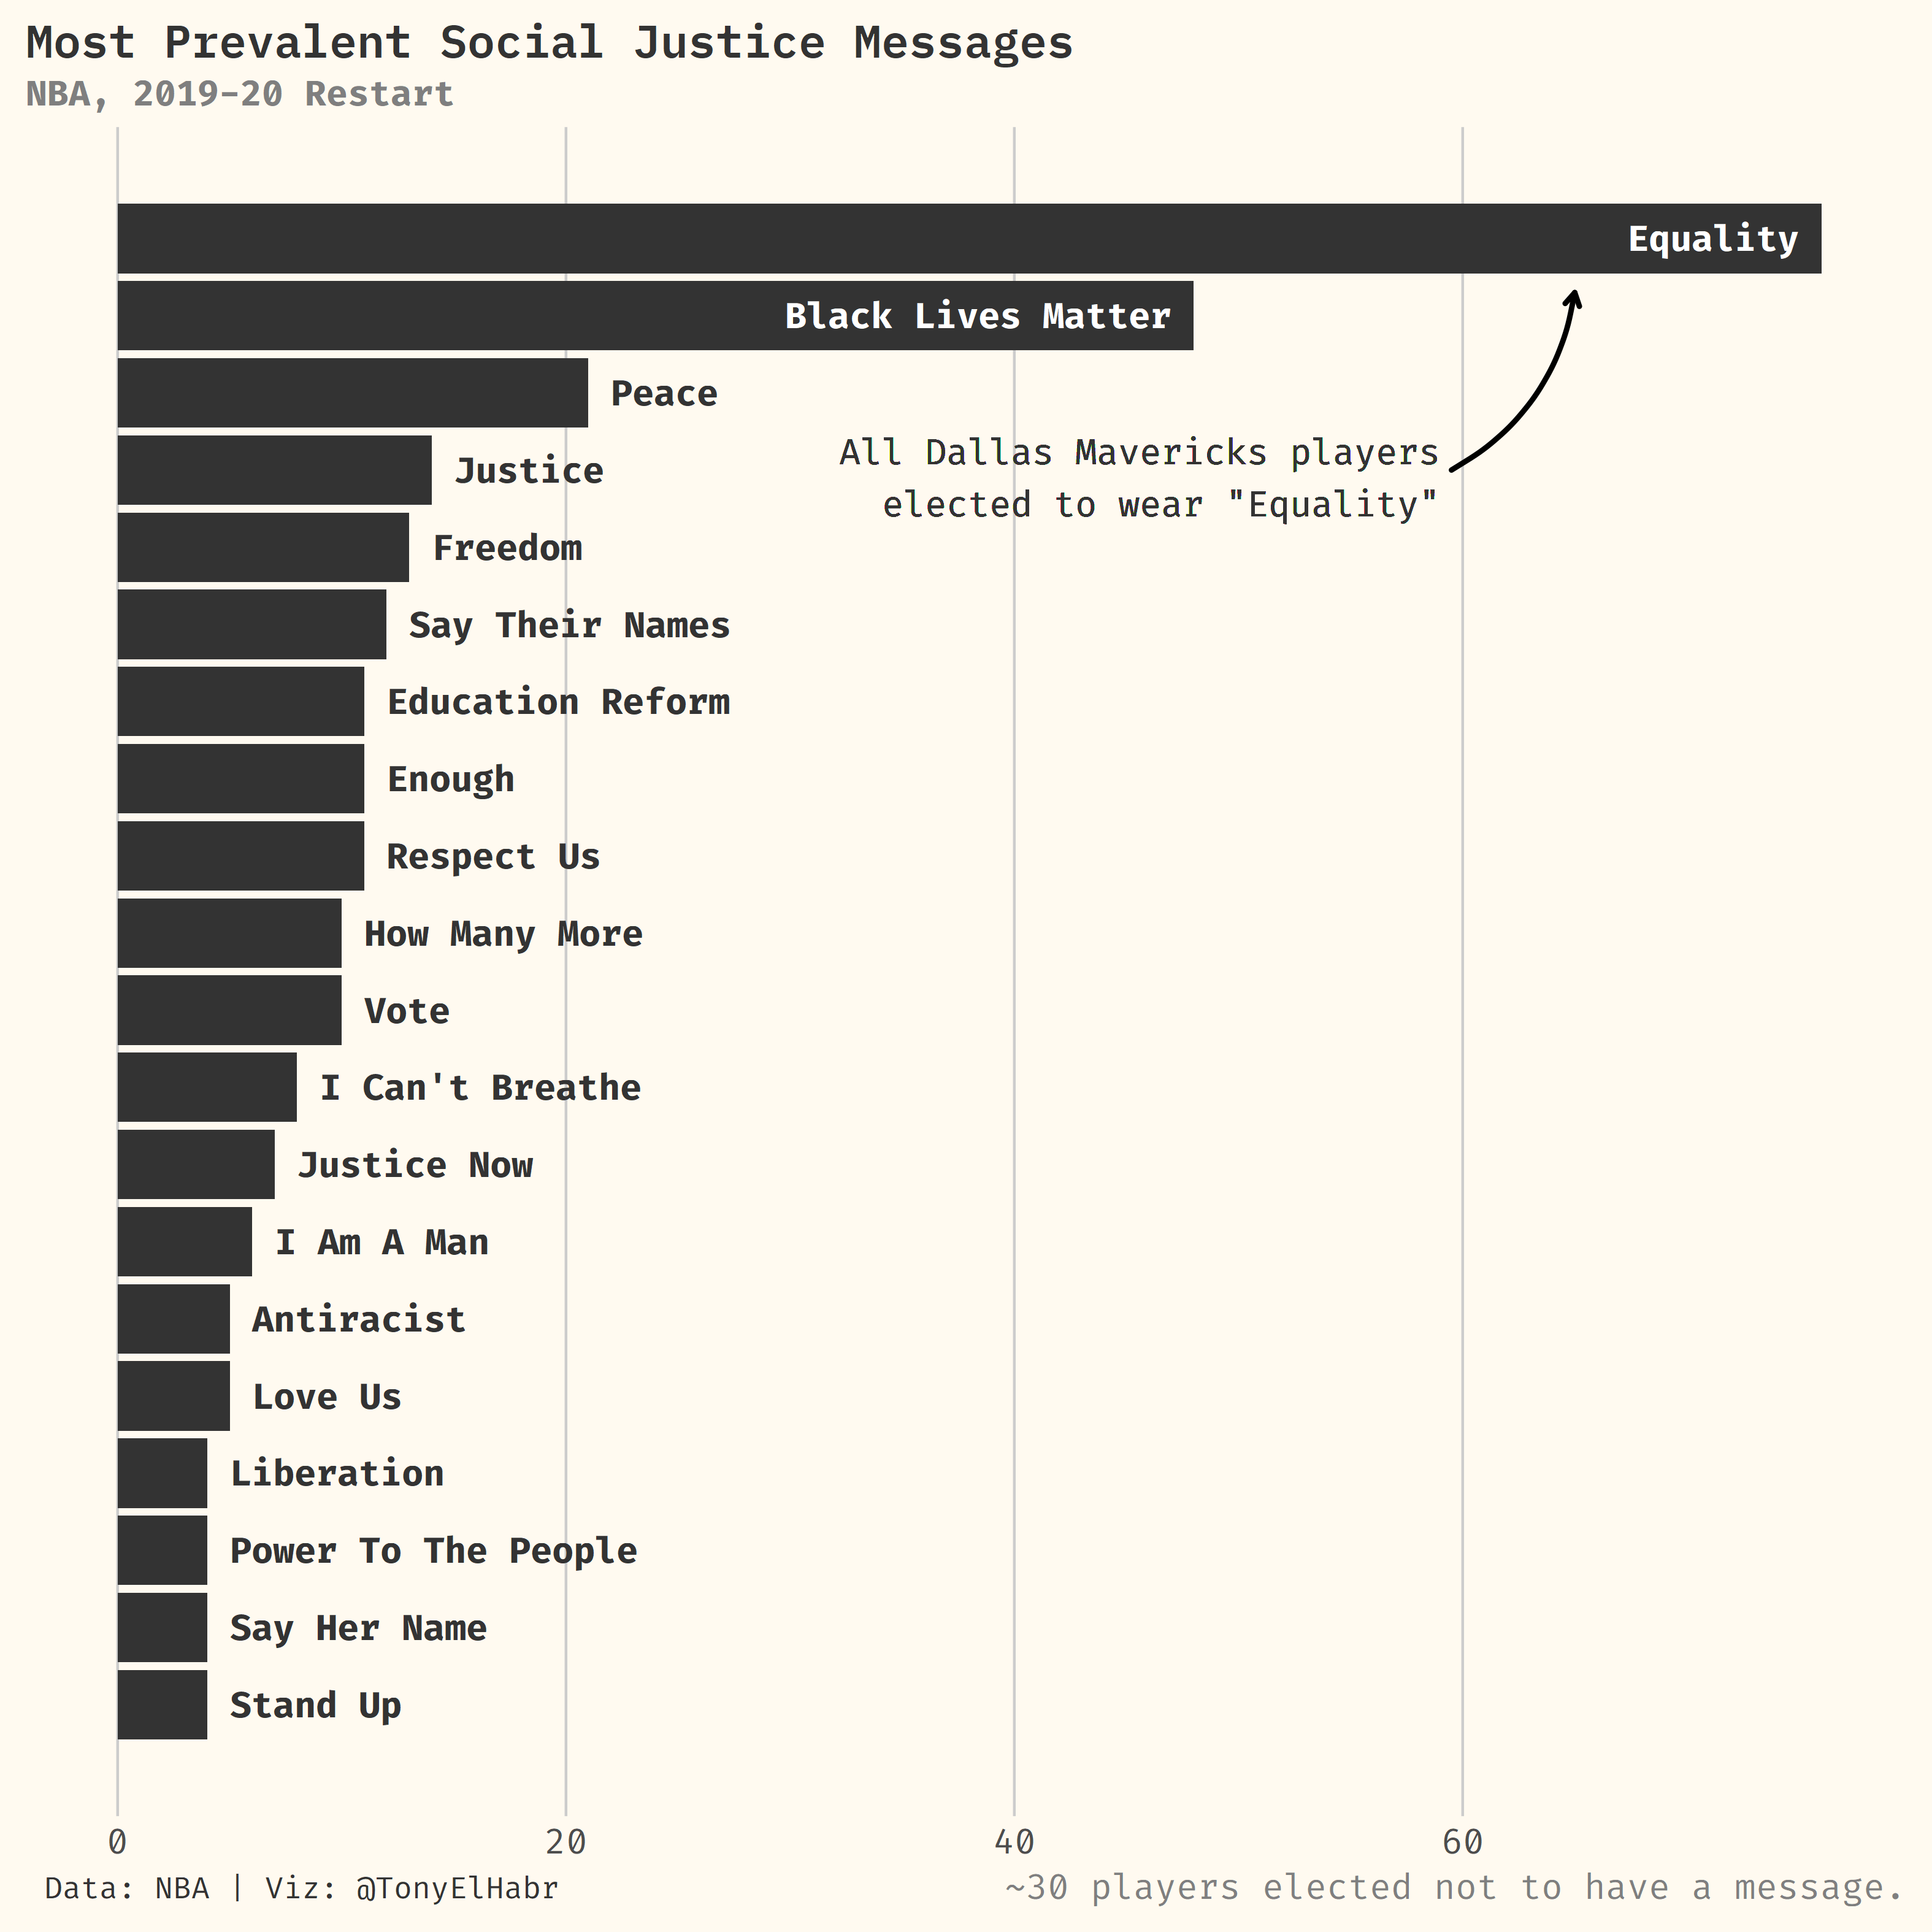 Most Prevalent Social Justice Messages
NBA, 2019-20 Restart
Equality
Black Lives Matter
Peace
All Dallas Mavericks players
elected to wear "Equality"
Justice
Freedom
Say Their Names
Education Reform
Enough
Respect Us
How Many More
Vote
I Can't Breathe
Justice Now
I Am A Man
Antiracist
Love Us
Liberation
Power To The People
Say Her Name
Stand Up
0 20 40 60
Data: NBA | Viz: @TonyElHabr
~30 players elected not to have a message.